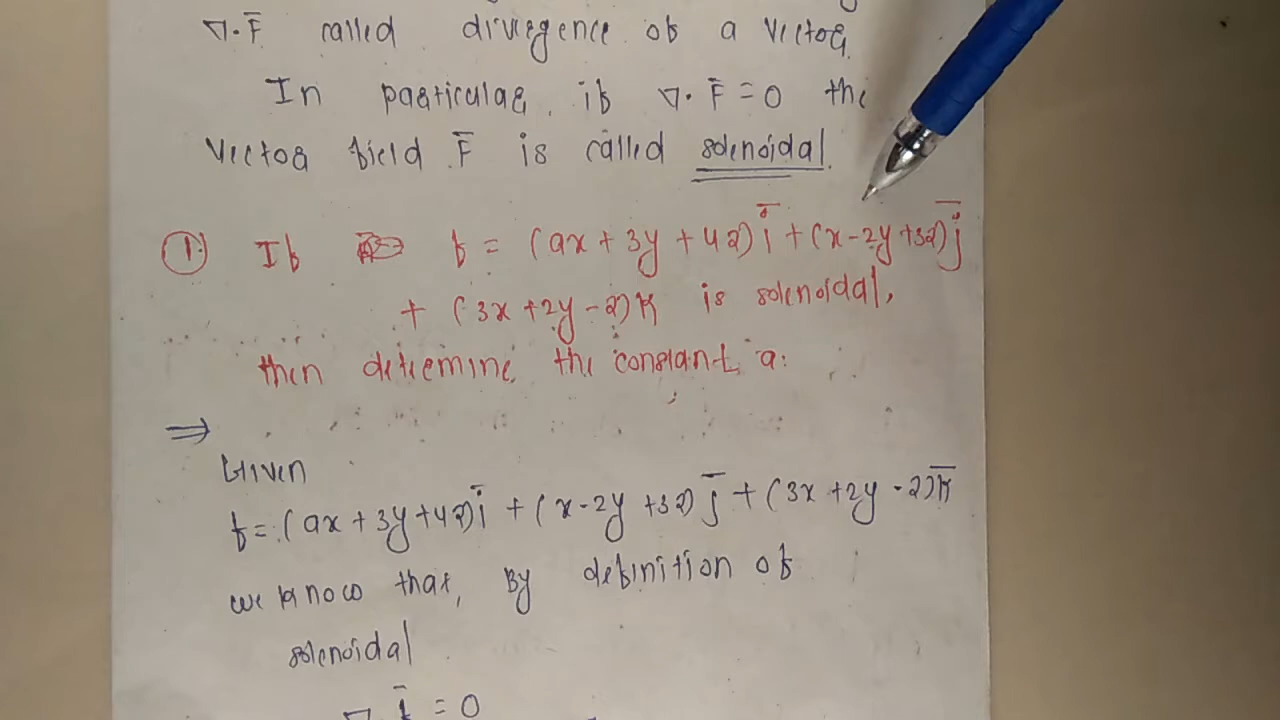 ∇·F̄ called divergence of a vector
In particular, if ∇·F̄ = 0 the
vector field F̄ is called solenoidal.
① If f = (ax + 3y + 4z) ī + (x - 2y + 3z) j̄
+ (3x + 2y - z) k is solenoidal,
then determine the constant a.
⇒
Given
f = (ax + 3y + 4z) ī + (x - 2y + 3z) j̄ + (3x + 2y - z) k̄
we know that, By definition of
solenoidal
∇·f̄ = 0